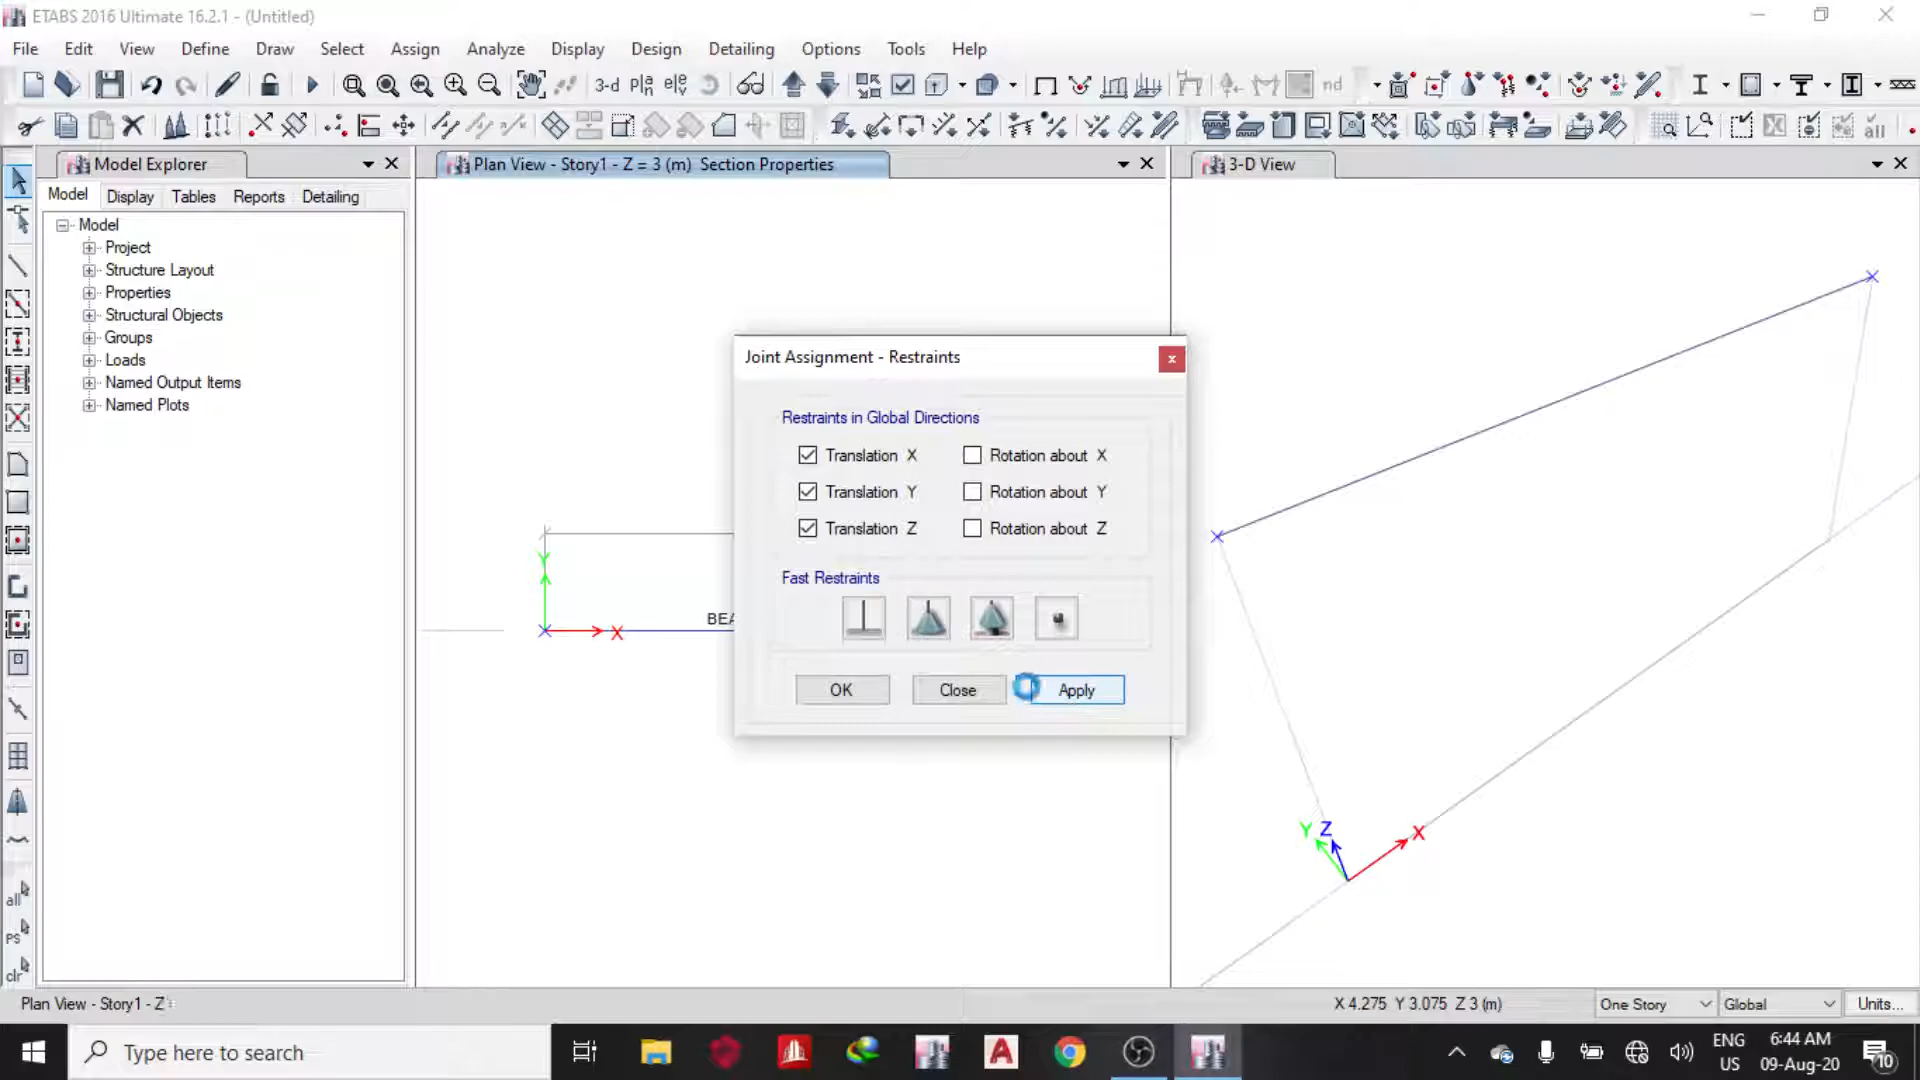 ETABS 2016 Ultimate 16.2.1 - (Untitled)
File Edit View Define Draw Select Assign Analyze Display Design Detailing Options Tools Help
3-d pla ele nd
all
Model Explorer
Plan View - Story1 - Z = 3 (m) Section Properties
3-D View
Model Display Tables Reports Detailing
Model
Project
Structure Layout
Properties
Structural Objects
Groups
Loads
Named Output Items
Named Plots
Joint Assignment - Restraints
Restraints in Global Directions
Translation X Rotation about X
Translation Y Rotation about Y
Translation Z Rotation about Z
Fast Restraints
OK Close Apply
Y
X
BEA
Y Z X
all
PS
clr
Plan View - Story1 - Z
X 4.275 Y 3.075 Z 3 (m)
One Story
Global
Units...
Type here to search
ENG
US
6:44 AM
09-Aug-20
10